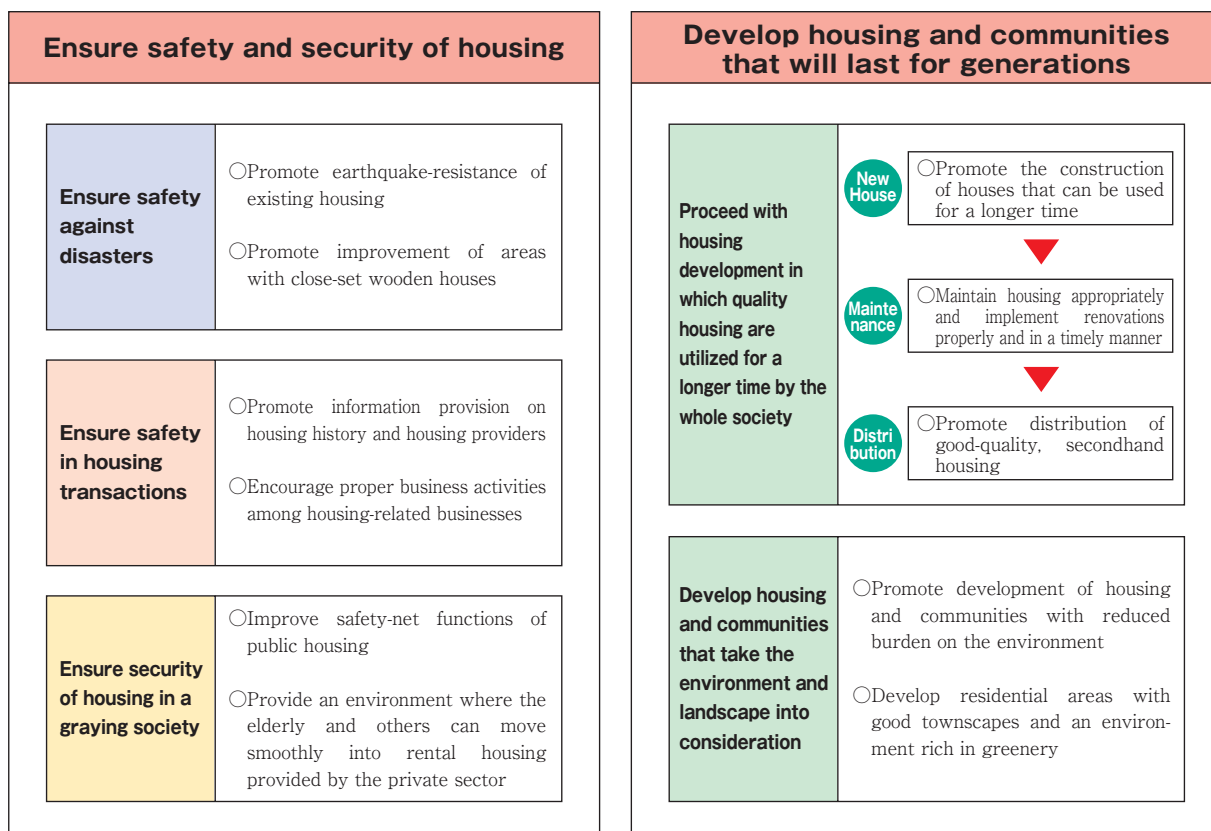 Ensure safety and security of housing
Ensure safety
against
disasters
○Promote earthquake-resistance of
existing housing
○Promote improvement of areas
with close-set wooden houses
Ensure safety
in housing
transactions
○Promote information provision on
housing history and housing providers
○Encourage proper business activities
among housing-related businesses
Ensure security
of housing in a
graying society
○Improve safety-net functions of
public housing
○Provide an environment where the
elderly and others can move
smoothly into rental housing
provided by the private sector
Develop housing and communities
that will last for generations
Proceed with
housing
development in
which quality
housing are
utilized for a
longer time by the
whole society
New
House
○Promote the construction
of houses that can be used
for a longer time
Mainte
nance
○Maintain housing appropriately
and implement renovations
properly and in a timely manner
Distri
bution
○Promote distribution of
good-quality, secondhand
housing
Develop housing
and communities
that take the
environment and
landscape into
consideration
○Promote development of housing
and communities with reduced
burden on the environment
○Develop residential areas with
good townscapes and an environ-
ment rich in greenery